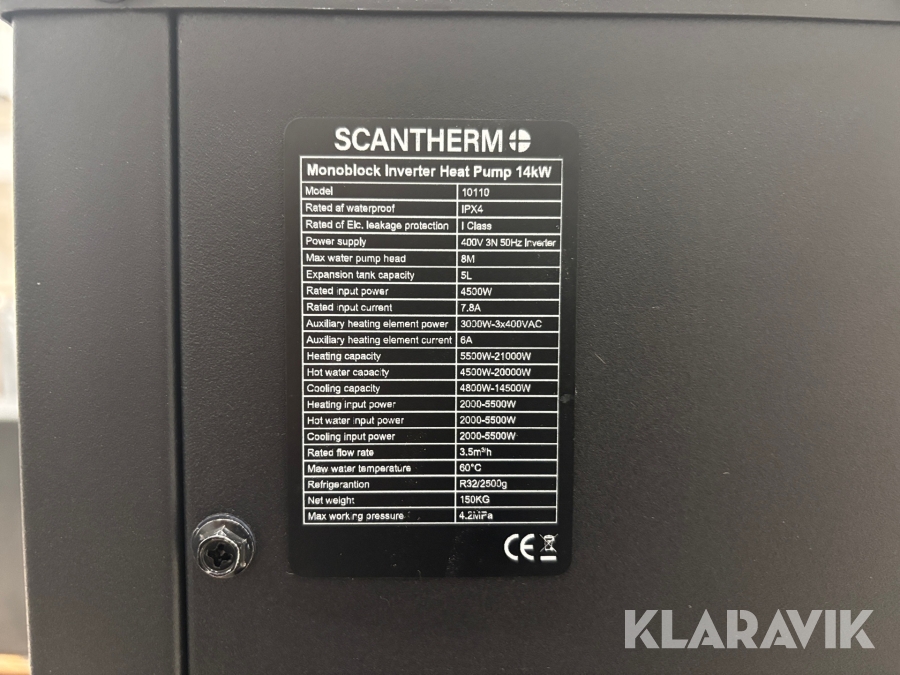 SCANTHERM
Monoblock Inverter Heat Pump 14kW
Model 10110
Rated af waterproof IPX4
Rated of Elc. leakage protection I Class
Power supply 400V 3N 50Hz Inverter
Max water pump head 8M
Expansion tank capacity 5L
Rated input power 4500W
Rated input current 7.8A
Auxiliary heating element power 3000W-3x400VAC
Auxiliary heating element current 6A
Heating capacity 5500W-21000W
Hot water capacity 4500W-20000W
Cooling capacity 4800W-14500W
Heating input power 2000-5500W
Hot water input power 2000-5500W
Cooling input power 2000-5500W
Rated flow rate 3.5m³/h
Maw water temperature 60°C
Refrigerantion R32/2500g
Net weight 150KG
Max working pressure 4.2MPa
CE
KLARAVIK